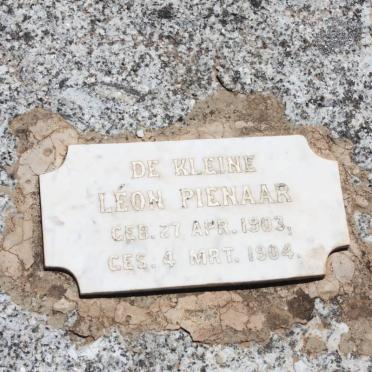 DE KLEINE
LÉON PIENAAR
GEB. 27 APR. 1903,
GES. 4 MRT. 1904.